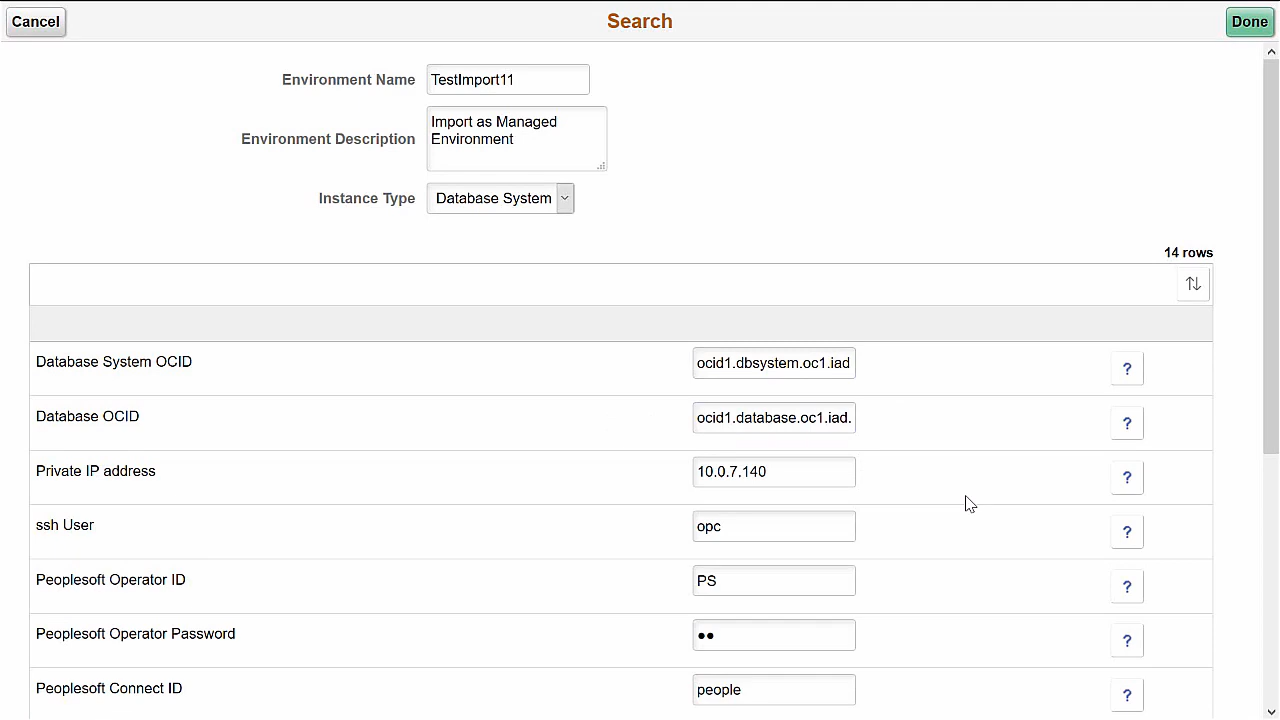 Cancel
Search
Done
Environment Name
TestImport11
Environment Description
Import as Managed
Environment
Instance Type
Database System
14 rows
Database System OCID
ocid1.dbsystem.oc1.iad
?
Database OCID
ocid1.database.oc1.iad.
?
Private IP address
10.0.7.140
?
ssh User
opc
?
Peoplesoft Operator ID
PS
?
Peoplesoft Operator Password
••
?
Peoplesoft Connect ID
people
?